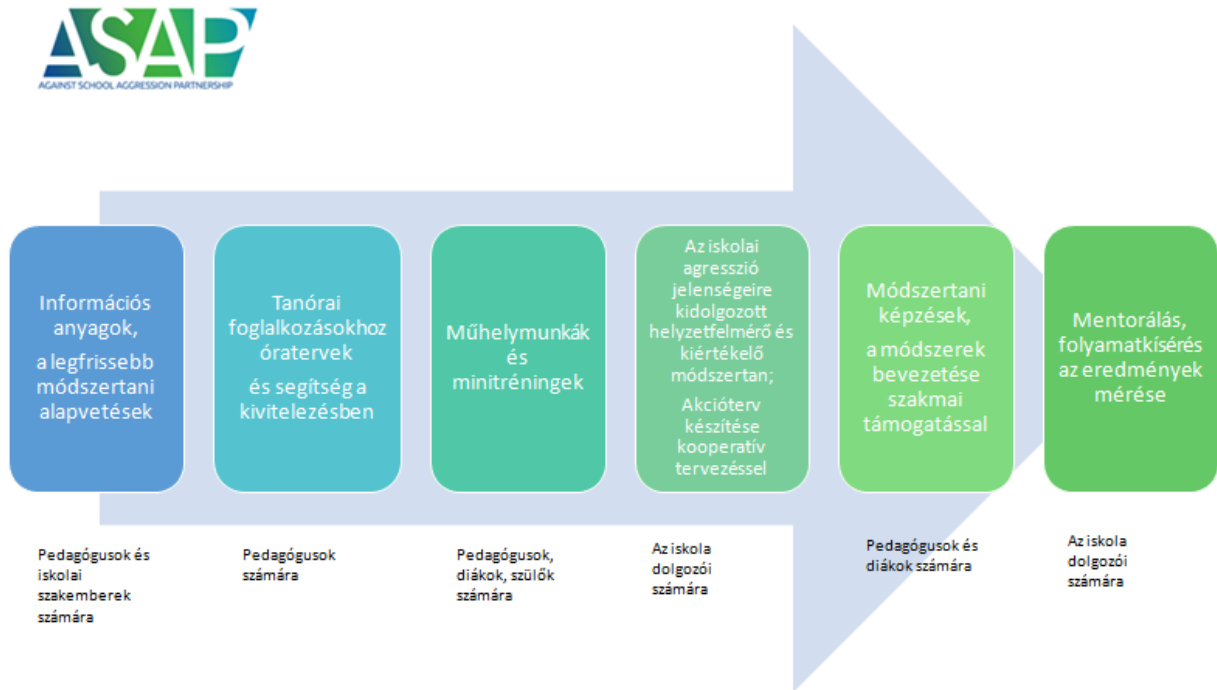 ASAP
AGAINST SCHOOL AGGRESSION PARTNERSHIP
Információs
anyagok,
a legfrissebb
módszertani
alapvetések
Tanórai
foglalkozásokhoz
óratervek
és segítség a
kivitelezésben
Műhelymunkák
és
minitréningek
Az iskolai
agresszió
jelenségeire
kidolgozott
helyzetfelmérő és
kiértékelő
módszertan;
Akcióterv
készítése
kooperatív
tervezéssel
Módszertani
képzések,
a módszerek
bevezetése
szakmai
támogatással
Mentorálás,
folyamatkísérés
az eredmények
mérése
Pedagógusok és
iskolai
szakemberek
számára
Pedagógusok
számára
Pedagógusok,
diákok, szülők
számára
Az iskola
dolgozói
számára
Pedagógusok és
diákok számára
Az iskola
dolgozói
számára